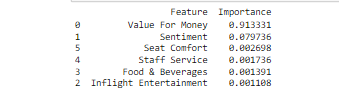 Feature Importance
0 Value For Money 0.913331
1 Sentiment 0.079736
5 Seat Comfort 0.002698
4 Staff Service 0.001736
3 Food & Beverages 0.001391
2 Inflight Entertainment 0.001108